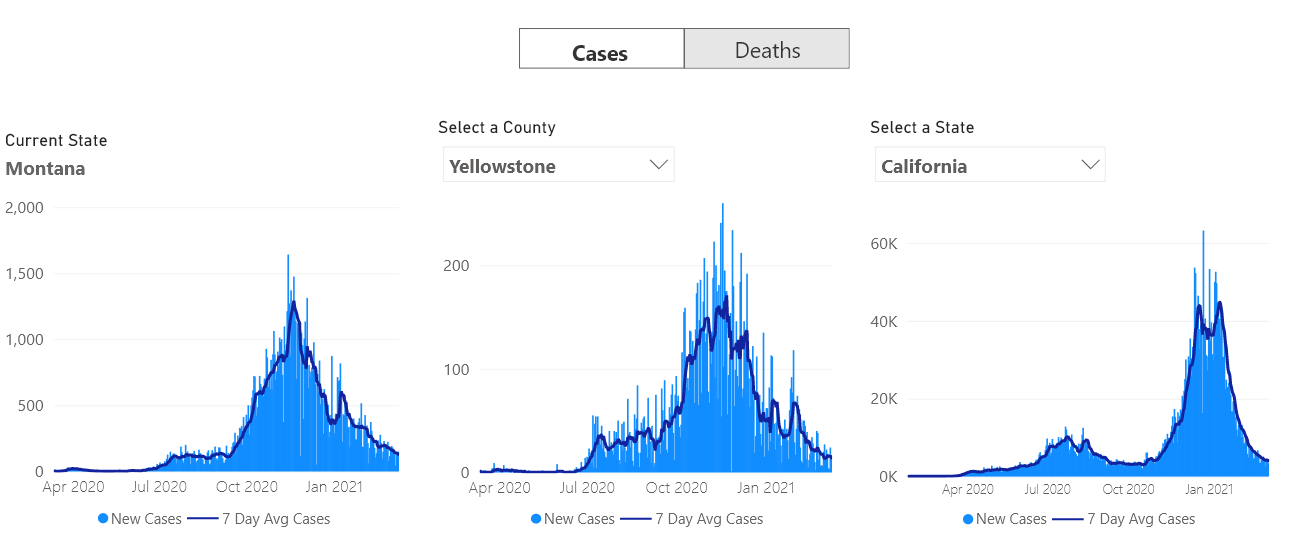 Cases Deaths
Current State
Montana
2,000
1,500
1,000
500
0
Apr 2020 Jul 2020 Oct 2020 Jan 2021
New Cases 7 Day Avg Cases
Select a County
Yellowstone
200
100
0
Apr 2020 Jul 2020 Oct 2020 Jan 2021
New Cases 7 Day Avg Cases
Select a State
California
60K
40K
20K
0K
Apr 2020 Jul 2020 Oct 2020 Jan 2021
New Cases 7 Day Avg Cases